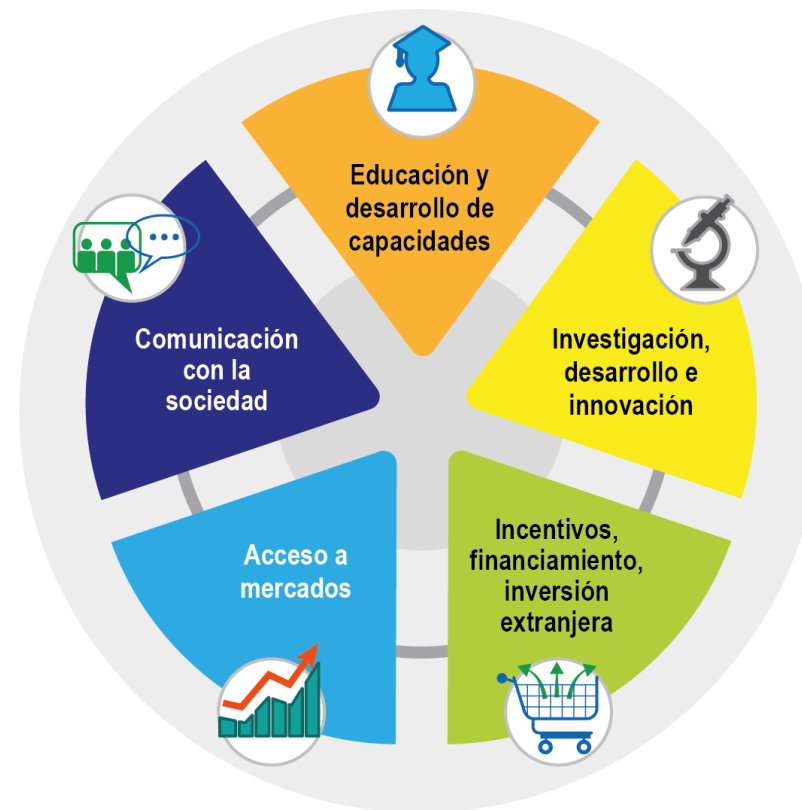 Educación y
desarrollo de
capacidades
Investigación,
desarrollo e
innovación
Incentivos,
financiamiento,
inversión
extranjera
Acceso a
mercados
Comunicación
con la
sociedad